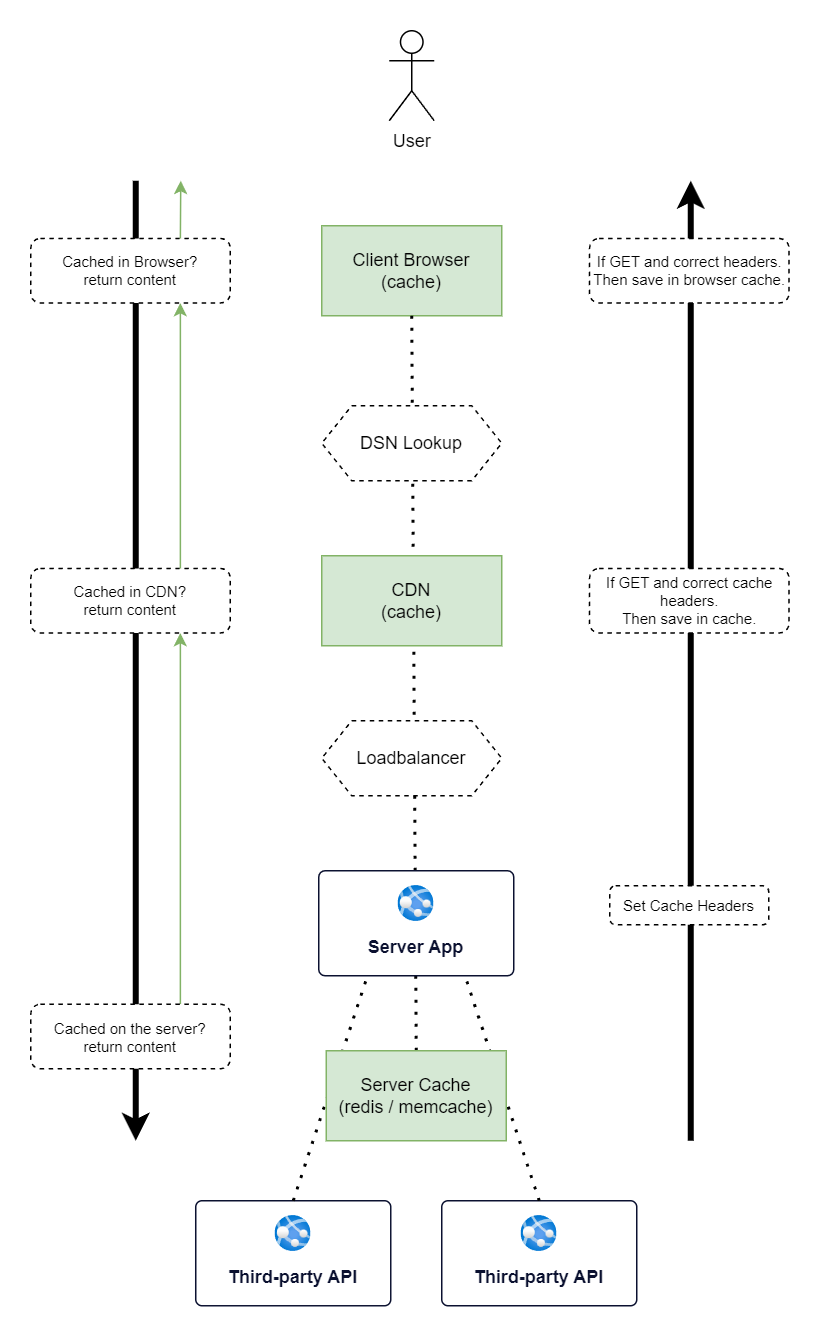 User
Cached in Browser?
return content
Client Browser
(cache)
If GET and correct headers.
Then save in browser cache.
DSN Lookup
Cached in CDN?
return content
CDN
(cache)
If GET and correct cache
headers.
Then save in cache.
Loadbalancer
Server App
Set Cache Headers
Cached on the server?
return content
Server Cache
(redis / memcache)
Third-party API
Third-party API